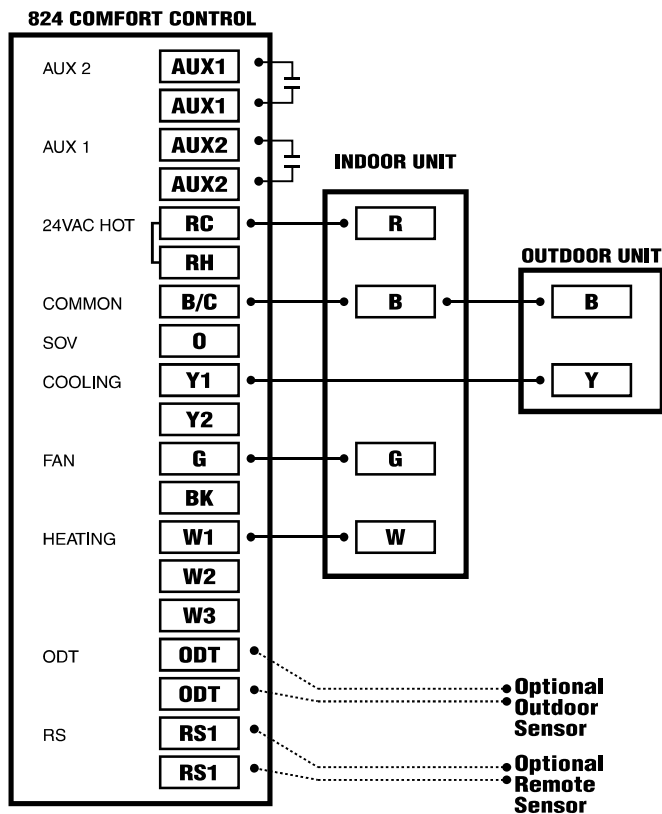 824 COMFORT CONTROL
AUX 2 AUX1
AUX1
AUX 1 AUX2
AUX2
INDOOR UNIT
24VAC HOT RC R
RH
OUTDOOR UNIT
COMMON B/C B B
SOV O
COOLING Y1 Y
Y2
FAN G G
BK
HEATING W1 W
W2
W3
ODT ODT
ODT
Optional
Outdoor
Sensor
RS RS1
RS1
Optional
Remote
Sensor